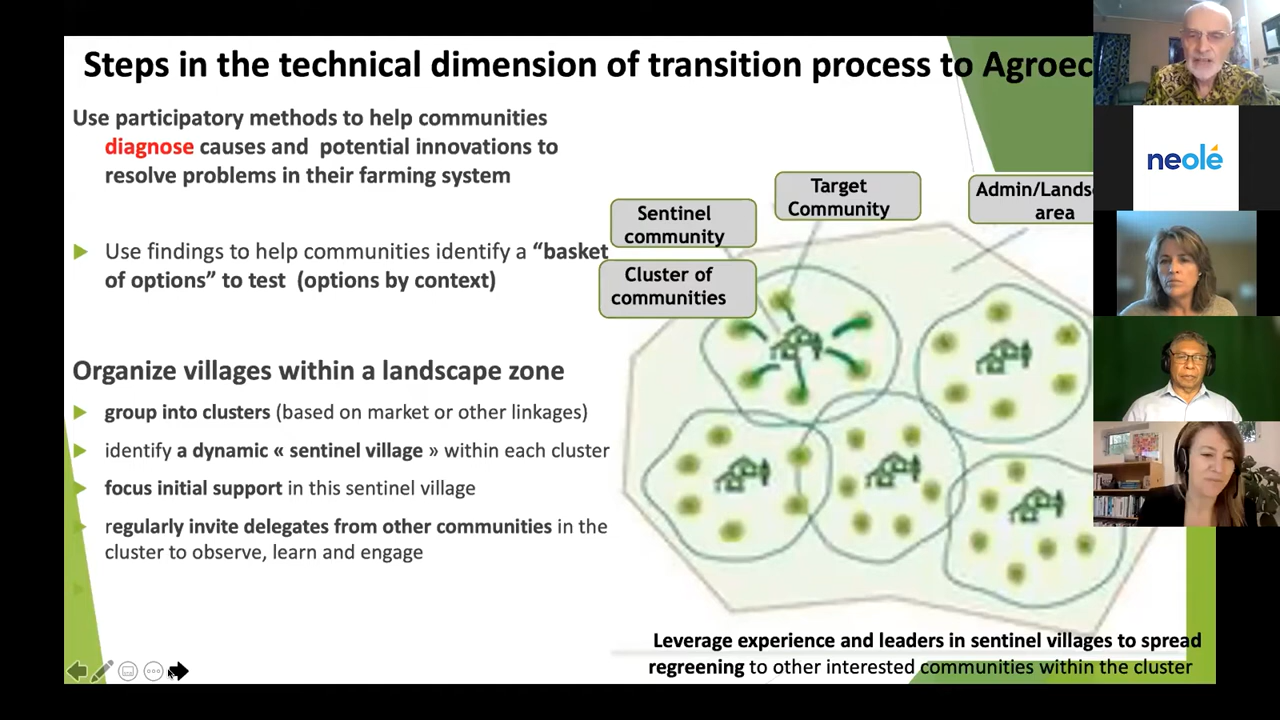 Steps in the technical dimension of transition process to Agroec
Use participatory methods to help communities
diagnose causes and potential innovations to
resolve problems in their farming system
Use findings to help communities identify a “basket
of options” to test (options by context)
Organize villages within a landscape zone
group into clusters (based on market or other linkages)
identify a dynamic « sentinel village » within each cluster
focus initial support in this sentinel village
regularly invite delegates from other communities in the
cluster to observe, learn and engage
Sentinel
community
Target
Community
Admin/Lands
area
Cluster of
communities
Leverage experience and leaders in sentinel villages to spread
regreening to other interested communities within the cluster
neolé